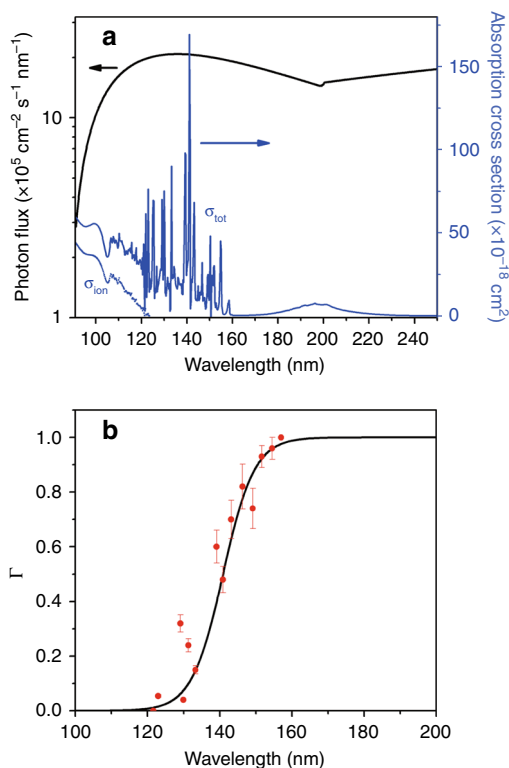 a
Photon flux (×10⁵ cm⁻² s⁻¹ nm⁻¹)
10
1
σtot
σion
150
100
50
0
Absorption cross section (×10⁻¹⁸ cm²)
100 120 140 160 180 200 220 240
Wavelength (nm)
b
Γ
1.0
0.8
0.6
0.4
0.2
0.0
100 120 140 160 180 200
Wavelength (nm)